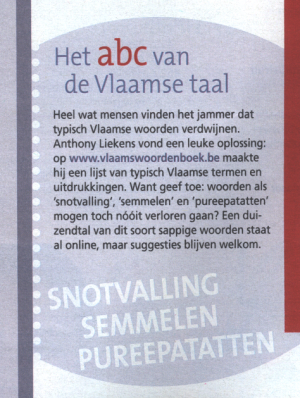 Het abc van
de Vlaamse taal
Heel wat mensen vinden het jammer dat
typisch Vlaamse woorden verdwijnen.
Anthony Liekens vond een leuke oplossing:
op www.vlaamswoordenboek.be maakte
hij een lijst van typisch Vlaamse termen en
uitdrukkingen. Want geef toe: woorden als
'snotvalling', 'semmelen' en 'pureepatatten'
mogen toch nóóit verloren gaan? Een dui-
zendtal van dit soort sappige woorden staat
al online, maar suggesties blijven welkom.
SNOTVALLING
SEMMELEN
PUREEPATATTEN